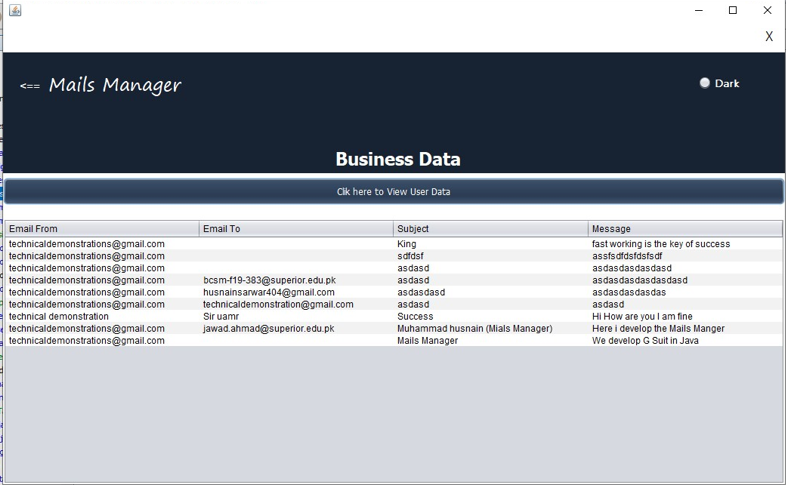 X
<== Mails Manager
Dark
Business Data
Clik here to View User Data
Email From Email To Subject Message
technicaldemonstrations@gmail.com King fast working is the key of success
technicaldemonstrations@gmail.com sdfdsf assfsdfdsfdsfsdf
technicaldemonstrations@gmail.com asdasd asdasdasdasdasd
technicaldemonstrations@gmail.com bcsm-f19-383@superior.edu.pk asdasd asdasdasdasdasdasdasd
technicaldemonstrations@gmail.com husnainsarwar404@gmail.com asdasdasd asdasdasdasdas
technicaldemonstrations@gmail.com technicaldemonstration@gmail.com asdasd asdasd
technical demonstration Sir uamr Success Hi How are you I am fine
technicaldemonstrations@gmail.com jawad.ahmad@superior.edu.pk Muhammad husnain (Mials Manager) Here i develop the Mails Manger
technicaldemonstrations@gmail.com Mails Manager We develop G Suit in Java